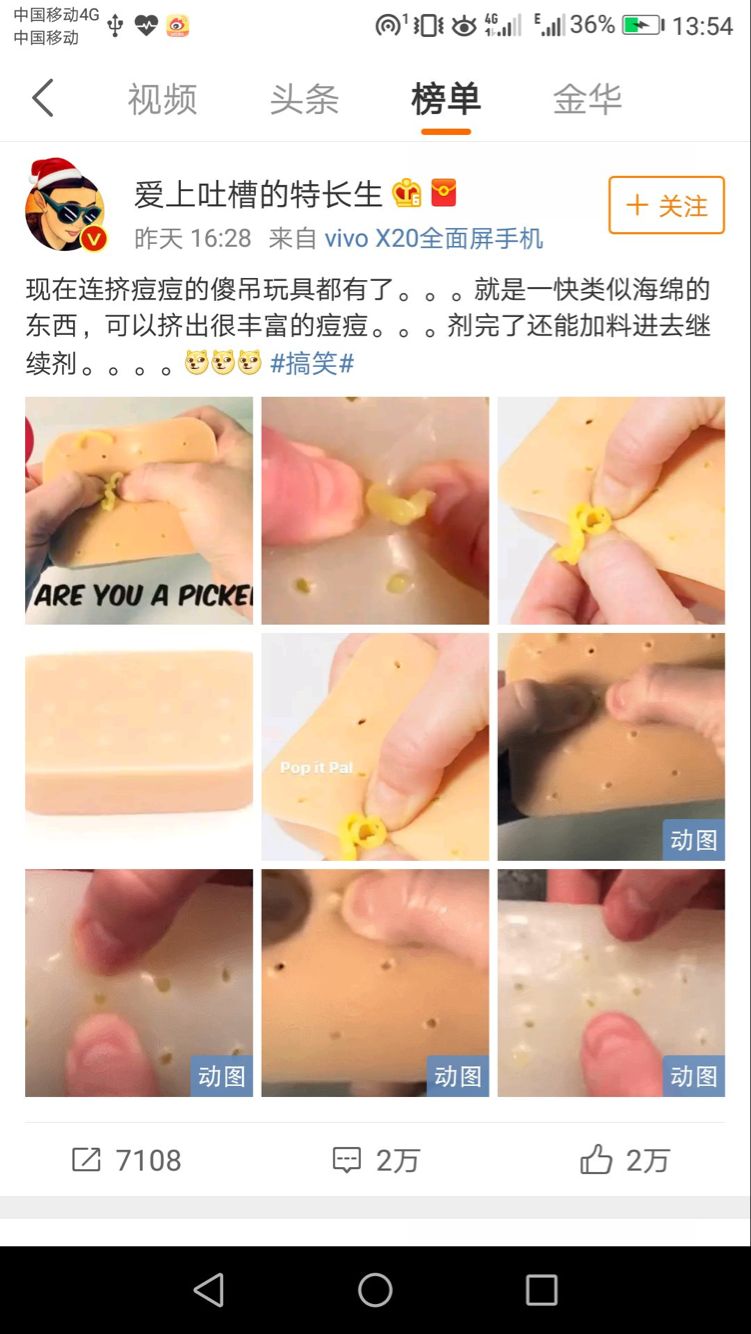 中国移动4G 1 4G E 36% 13:54
中国移动
视频 头条 榜单 金华
爱上吐槽的特长生
昨天 16:28 来自 vivo X20全面屏手机
+ 关注
现在连挤痘痘的傻吊玩具都有了。。。就是一快类似海绵的
东西，可以挤出很丰富的痘痘。。。剂完了还能加料进去继
续剂。。。。 #搞笑#
ARE YOU A PICKE
Pop it Pal
动图
动图
动图
动图
7108 2万 2万